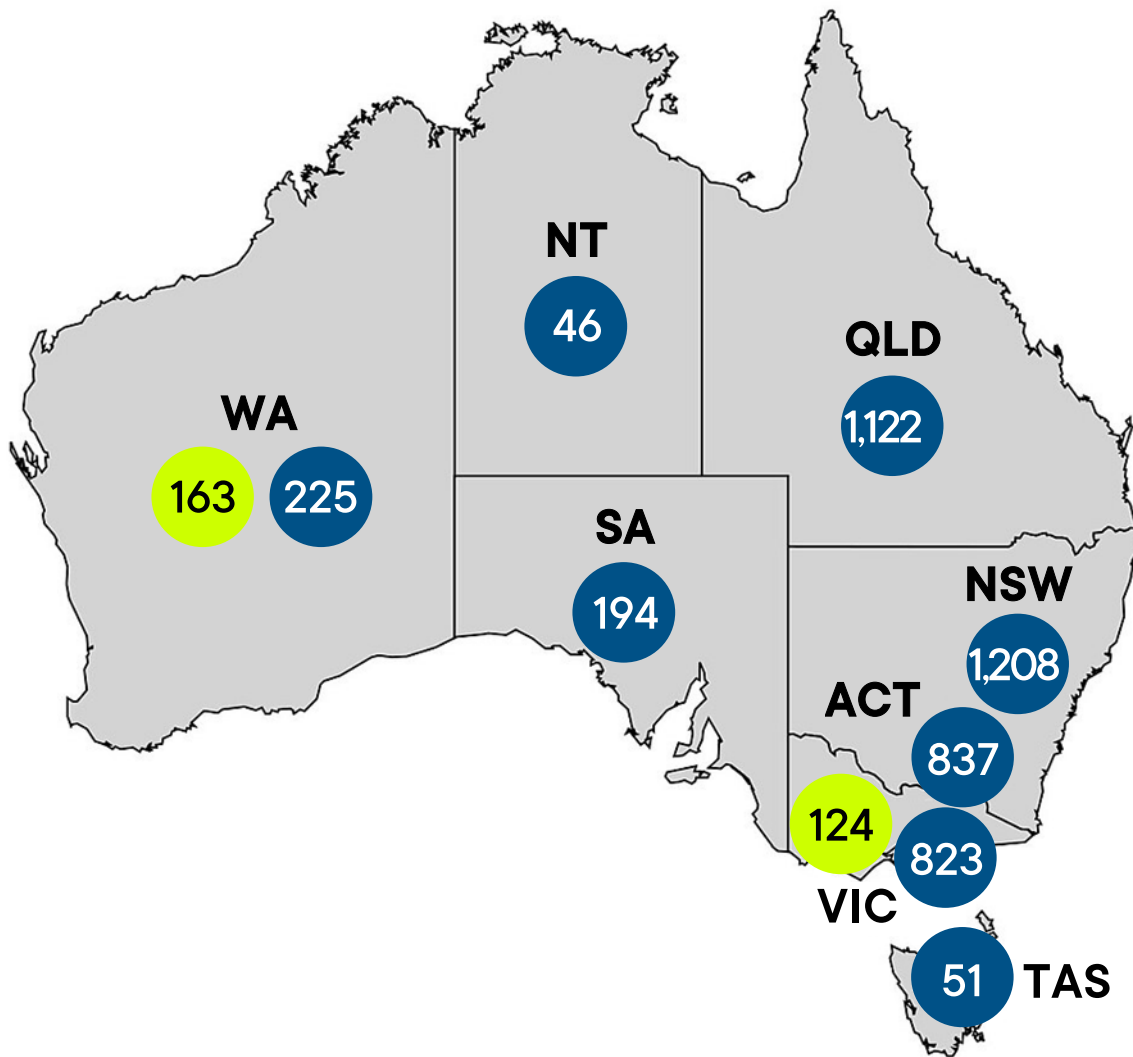 NT
46
QLD
1,122
WA
163 225
SA
194
NSW
1,208
ACT
837
124
823
VIC
51 TAS